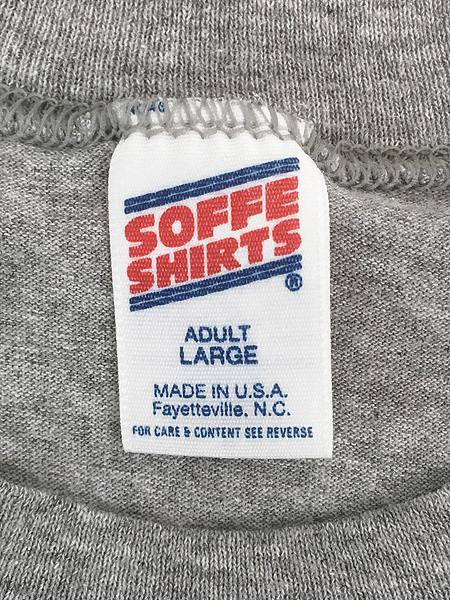 SOFFE
SHIRTS
®
ADULT
LARGE
MADE IN U.S.A.
Fayetteville, N.C.
FOR CARE & CONTENT SEE REVERSE